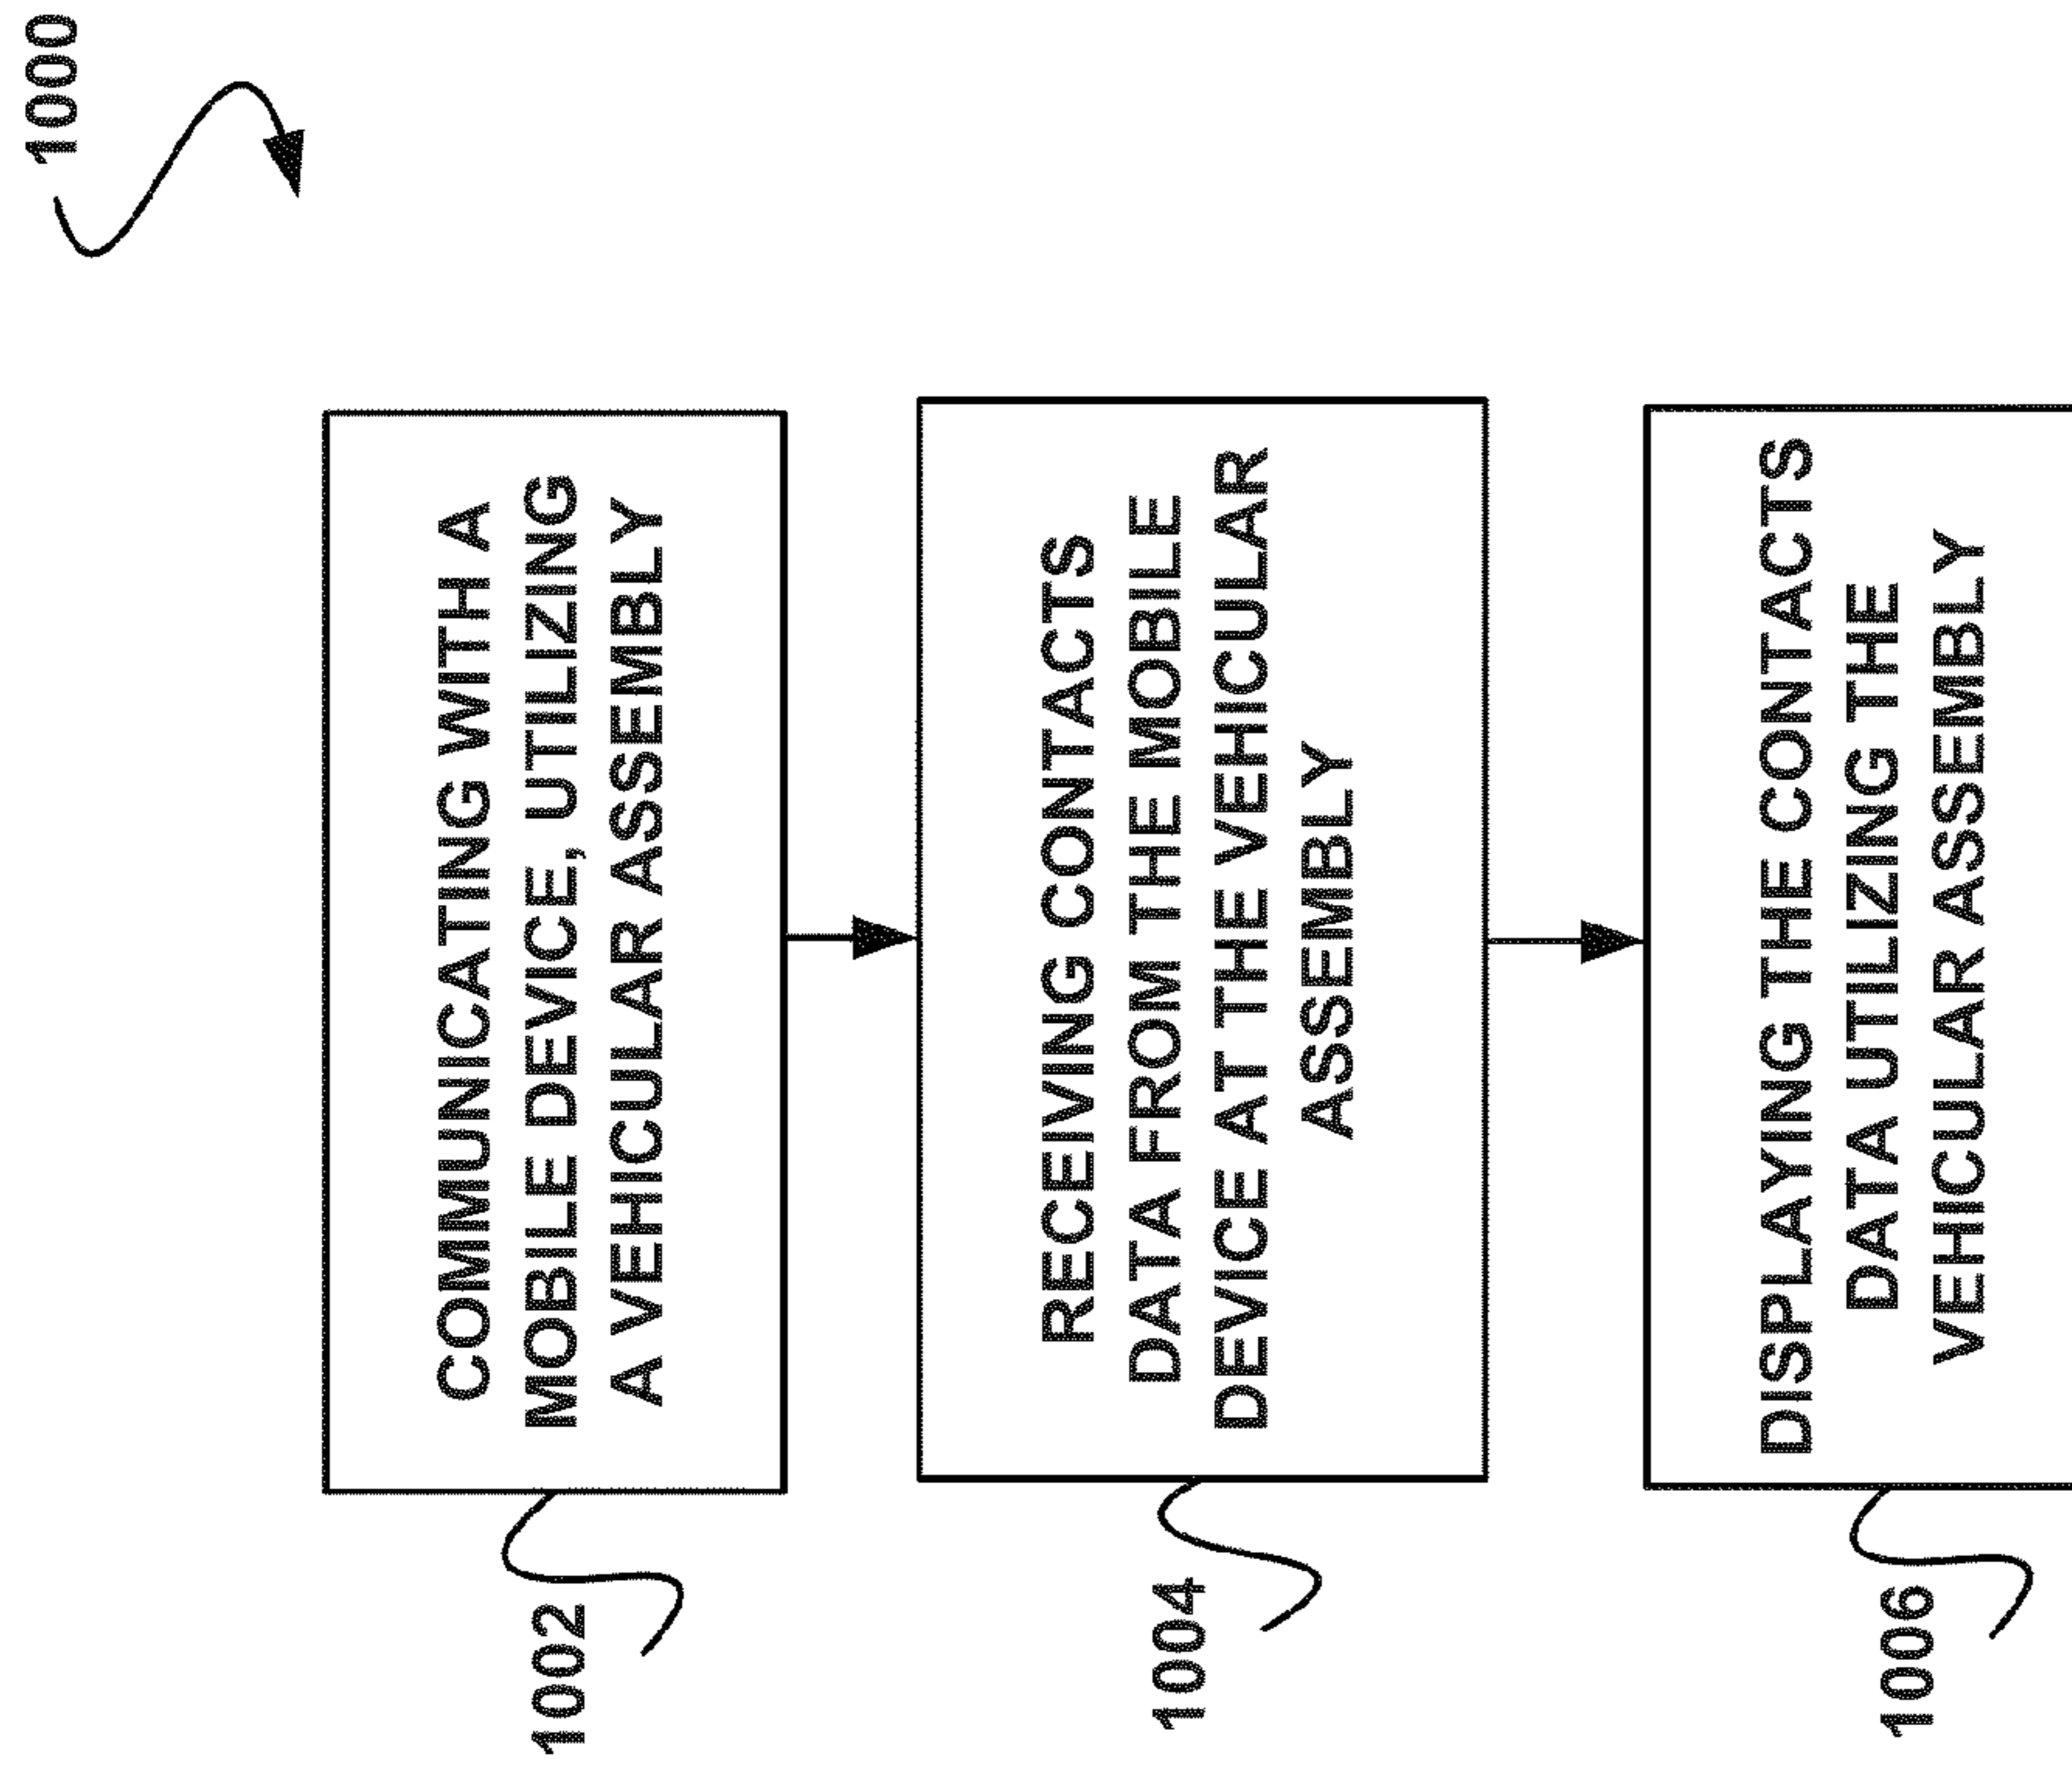 1000
COMMUNICATING WITH A
MOBILE DEVICE, UTILIZING
A VEHICULAR ASSEMBLY
1002
RECEIVING CONTACTS
DATA FROM THE MOBILE
DEVICE AT THE VEHICULAR
ASSEMBLY
1004
DISPLAYING THE CONTACTS
DATA UTILIZING THE
VEHICULAR ASSEMBLY
1006